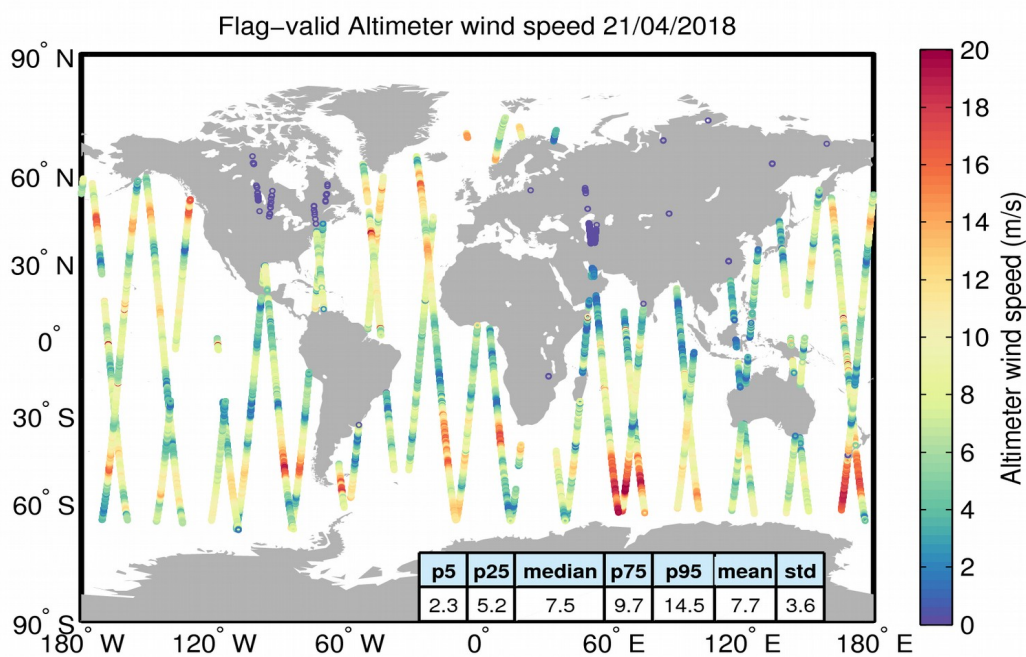 Flag−valid Altimeter wind speed 21/04/2018
90° N
60° N
30° N
0°
30° S
60° S
90° S
180° W
120° W
60° W
0°
60° E
120° E
180° E
p5 p25 median p75 p95 mean std
2.3 5.2 7.5 9.7 14.5 7.7 3.6
20
18
16
14
12
10
8
6
4
2
0
Altimeter wind speed (m/s)